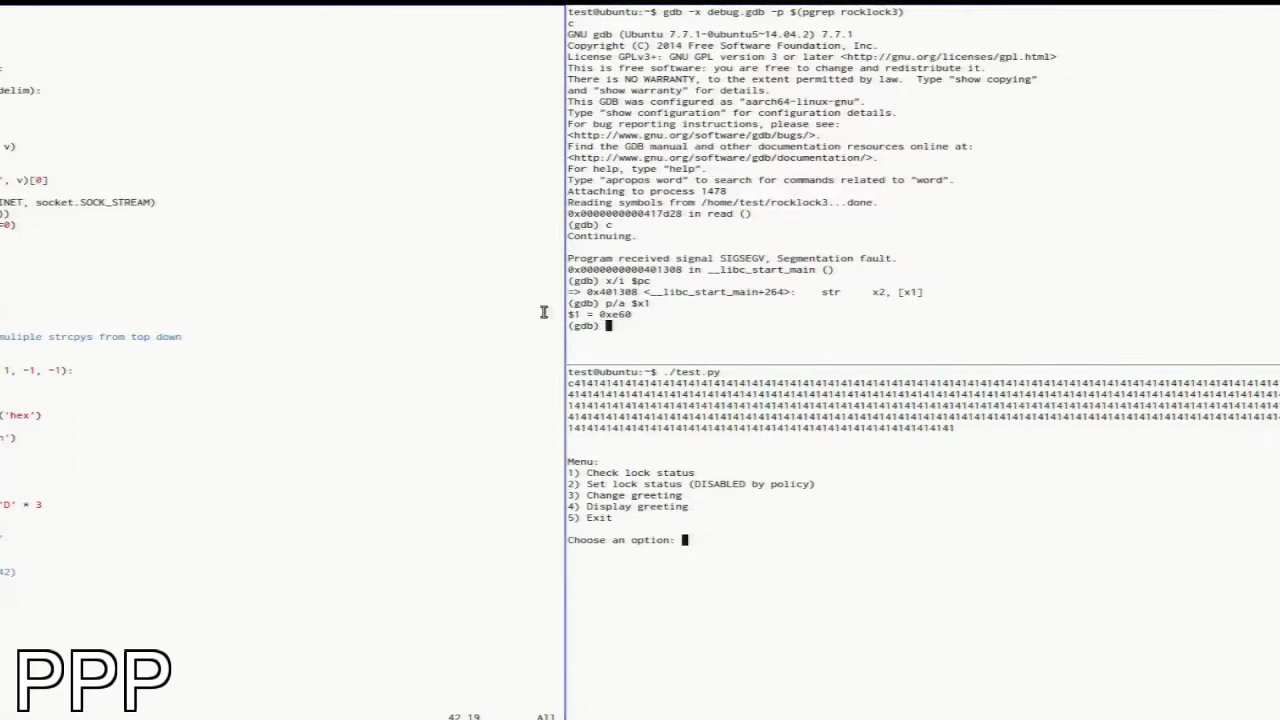 :
delim):
v)
', v)[0]
INET, socket.SOCK_STREAM)
))
=0)
muliple strcpys from top down
1, -1, -1):
('hex')
n')
'D' * 3
'
42)
PPP
42,19 All
test@ubuntu:~$ gdb -x debug.gdb -p $(pgrep rocklock3)
c
GNU gdb (Ubuntu 7.7.1-0ubuntu5~14.04.2) 7.7.1
Copyright (C) 2014 Free Software Foundation, Inc.
License GPLv3+: GNU GPL version 3 or later <http://gnu.org/licenses/gpl.html>
This is free software: you are free to change and redistribute it.
There is NO WARRANTY, to the extent permitted by law.  Type "show copying"
and "show warranty" for details.
This GDB was configured as "aarch64-linux-gnu".
Type "show configuration" for configuration details.
For bug reporting instructions, please see:
<http://www.gnu.org/software/gdb/bugs/>.
Find the GDB manual and other documentation resources online at:
<http://www.gnu.org/software/gdb/documentation/>.
For help, type "help".
Type "apropos word" to search for commands related to "word".
Attaching to process 1478
Reading symbols from /home/test/rocklock3...done.
0x0000000000417d28 in read ()
(gdb) c
Continuing.
Program received signal SIGSEGV, Segmentation fault.
0x0000000000401308 in __libc_start_main ()
(gdb) x/i $pc
=> 0x401308 <__libc_start_main+264>: str x2, [x1]
(gdb) p/a $x1
$1 = 0xe60
(gdb)
test@ubuntu:~$ ./test.py
Menu:
1) Check lock status
2) Set lock status (DISABLED by policy)
3) Change greeting
4) Display greeting
5) Exit
Choose an option: